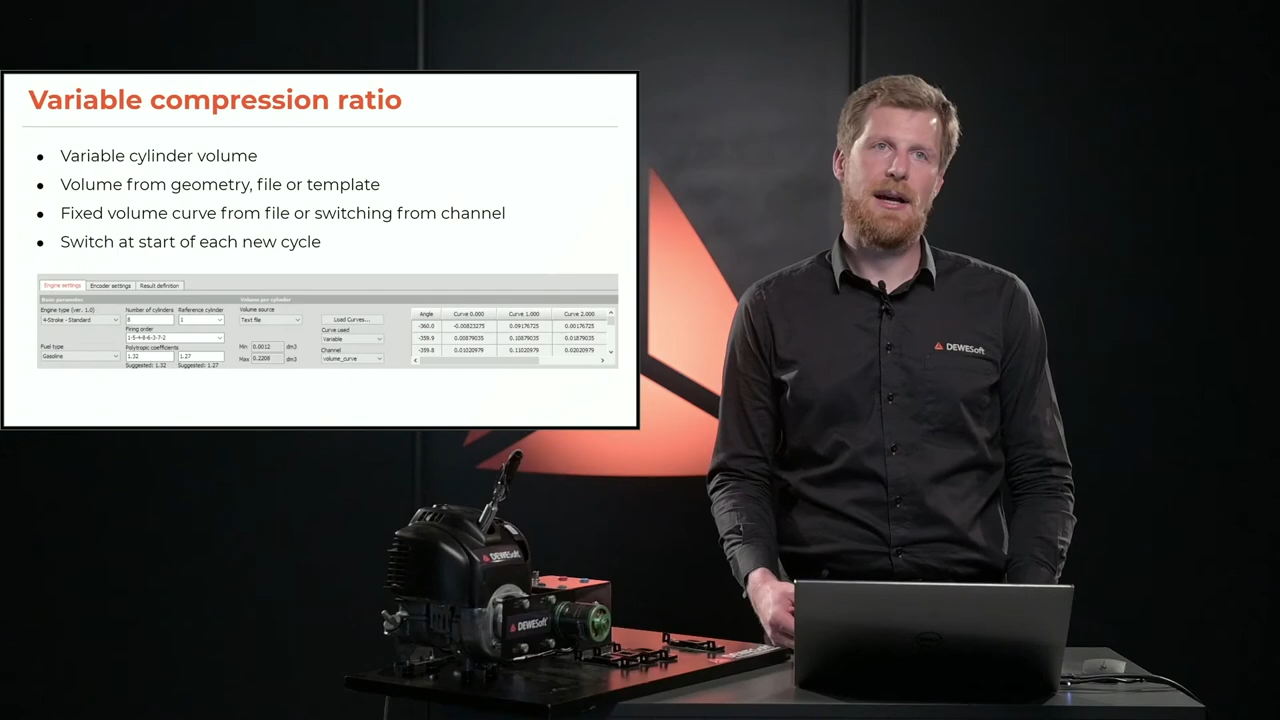 Variable compression ratio
● Variable cylinder volume
● Volume from geometry, file or template
● Fixed volume curve from file or switching from channel
● Switch at start of each new cycle
Engine settings Encoder settings Result definition
Basic parameters Volume per cylinder
Engine type (ver. 1.0) Number of cylinders Reference cylinder Volume source
4-Stroke - Standard 8 1 Text file Load Curves...
Firing order Curve used
1-5-4-8-6-3-7-2 Variable
Fuel type Polytropic coefficients Min 0.0012 dm3 Channel
Gasoline 1.32 1.27 Max 0.2208 dm3 volume_curve
Suggested: 1.32 Suggested: 1.27
Angle Curve 0.000 Curve 1.000 Curve 2.000
-360.0 -0.00823275 0.09176725 0.00176725
-359.9 0.00879035 0.10879035 0.01879035
-359.8 0.01020979 0.11020979 0.02020979
DEWESoft
DEWESoft
DEWESoft